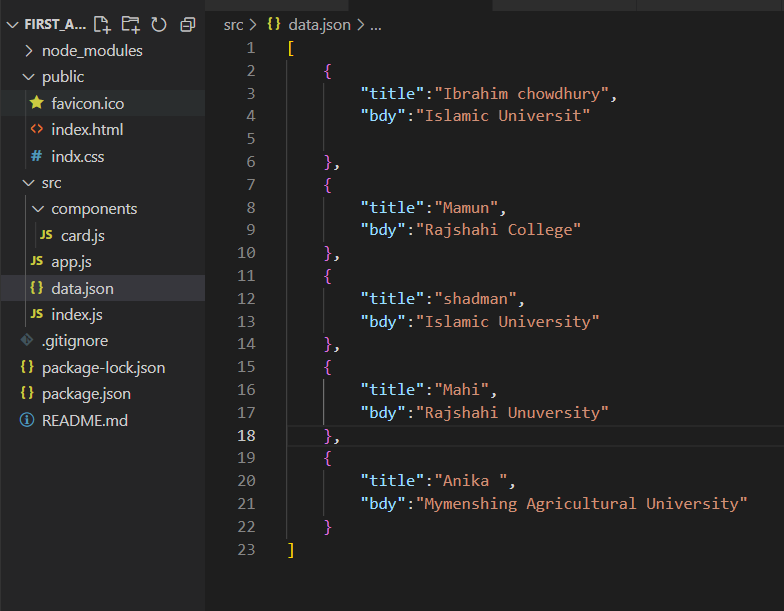 FIRST_A...
node_modules
public
favicon.ico
<> index.html
# indx.css
src
components
JS card.js
JS app.js
{} data.json
JS index.js
.gitignore
{} package-lock.json
{} package.json
README.md
src > {} data.json > ...
1 [
2 {
3 "title":"Ibrahim chowdhury",
4 "bdy":"Islamic Universit"
5
6 },
7 {
8 "title":"Mamun",
9 "bdy":"Rajshahi College"
10 },
11 {
12 "title":"shadman",
13 "bdy":"Islamic University"
14 },
15 {
16 "title":"Mahi",
17 "bdy":"Rajshahi Unuversity"
18 },
19 {
20 "title":"Anika ",
21 "bdy":"Mymenshing Agricultural University"
22 }
23 ]